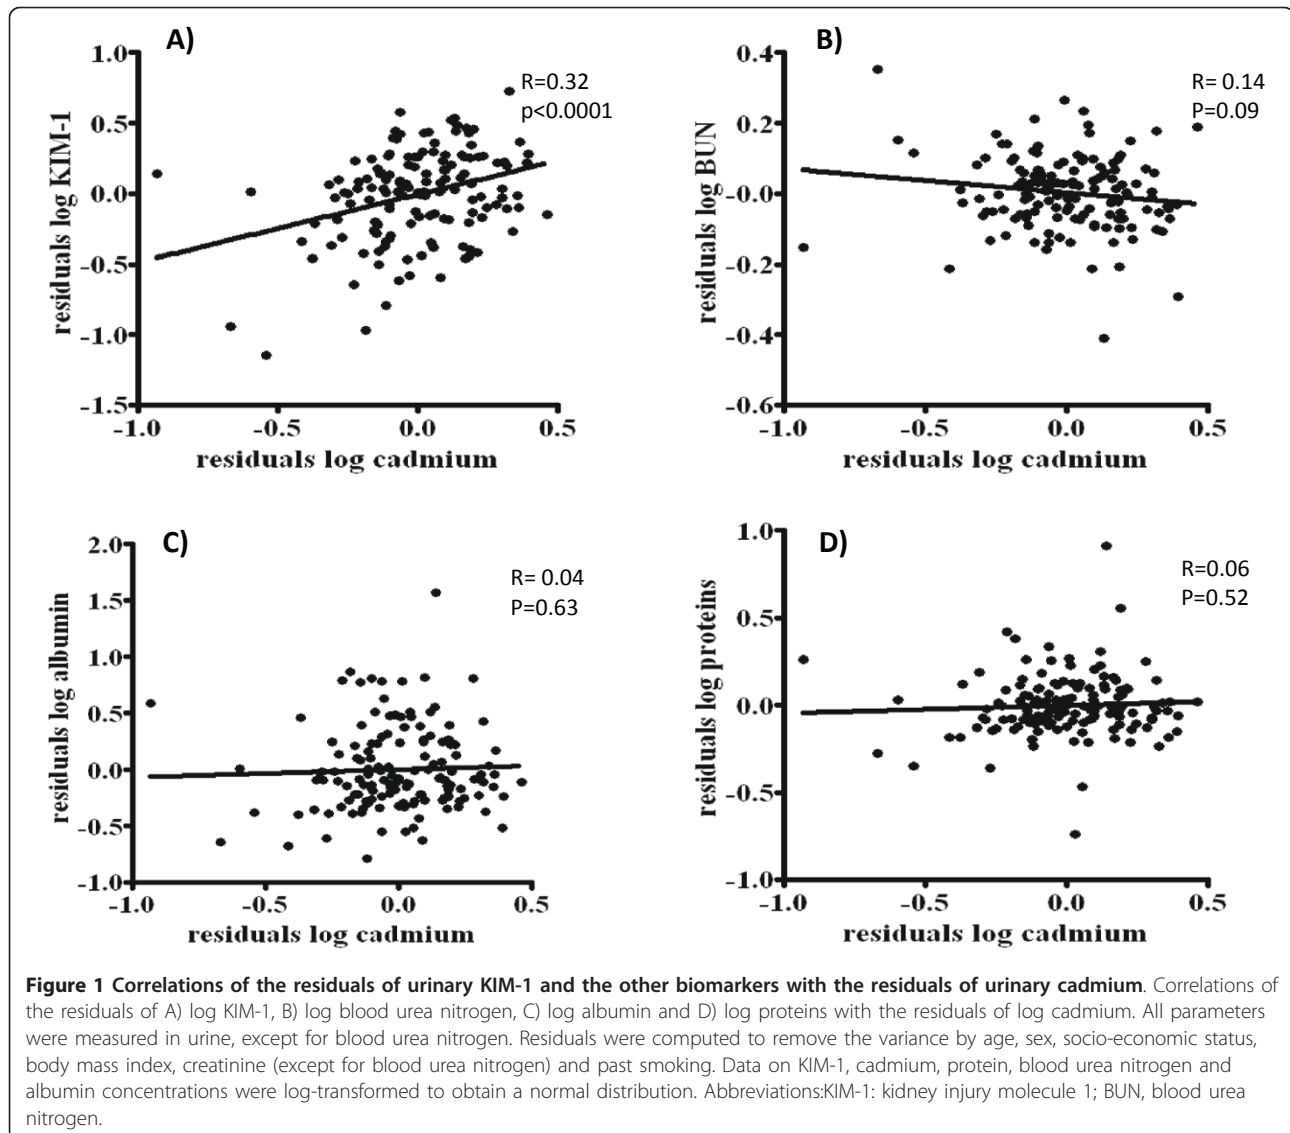 A)
R=0.32
p<0.0001
1.0
0.5
0.0
-0.5
-1.0
-1.5
residuals log KIM-1
-1.0 -0.5 0.0 0.5
residuals log cadmium
B)
R= 0.14
P=0.09
0.4
0.2
-0.0
-0.2
-0.4
-0.6
residuals log BUN
-1.0 -0.5 0.0 0.5
residuals log cadmium
C)
R= 0.04
P=0.63
2.0
1.5
1.0
0.5
0.0
-0.5
-1.0
residuals log albumin
-1.0 -0.5 0.0 0.5
residuals log cadmium
D)
R=0.06
P=0.52
1.0
0.5
0.0
-0.5
-1.0
residuals log proteins
-1.0 -0.5 0.0 0.5
residuals log cadmium
Figure 1 Correlations of the residuals of urinary KIM-1 and the other biomarkers with the residuals of urinary cadmium. Correlations of
the residuals of A) log KIM-1, B) log blood urea nitrogen, C) log albumin and D) log proteins with the residuals of log cadmium. All parameters
were measured in urine, except for blood urea nitrogen. Residuals were computed to remove the variance by age, sex, socio-economic status,
body mass index, creatinine (except for blood urea nitrogen) and past smoking. Data on KIM-1, cadmium, protein, blood urea nitrogen and
albumin concentrations were log-transformed to obtain a normal distribution. Abbreviations:KIM-1: kidney injury molecule 1; BUN, blood urea
nitrogen.